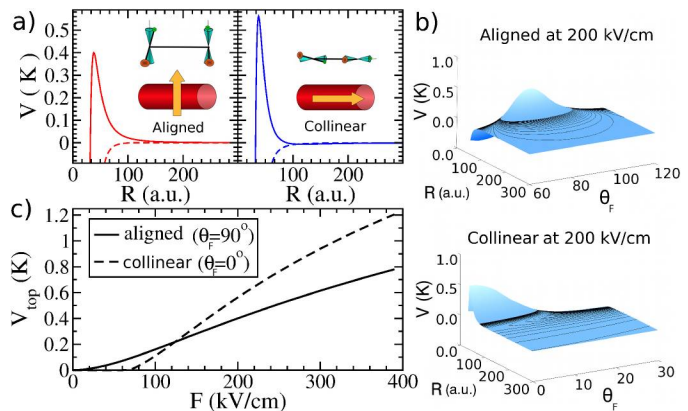 a)
V ( K )
0.5
0.4
0.3
0.2
0.1
0
Aligned
Collinear
0 100 200
0 100 200
R (a.u.)
R (a.u.)
b)
Aligned at 200 kV/cm
V (K)
1.0
0.0
0.0
R (a.u.)
100
200
300
60
80
100
120
θF
Collinear at 200 kV/cm
V (K)
1.0
0.0
0.0
R (a.u.)
100
200
300
0
10
20
30
θF
c)
Vtop (K)
1.2
1
0.8
0.6
0.4
0.2
0
aligned (θF=90°)
collinear (θF=0°)
0 100 200 300 400
F (kV/cm)